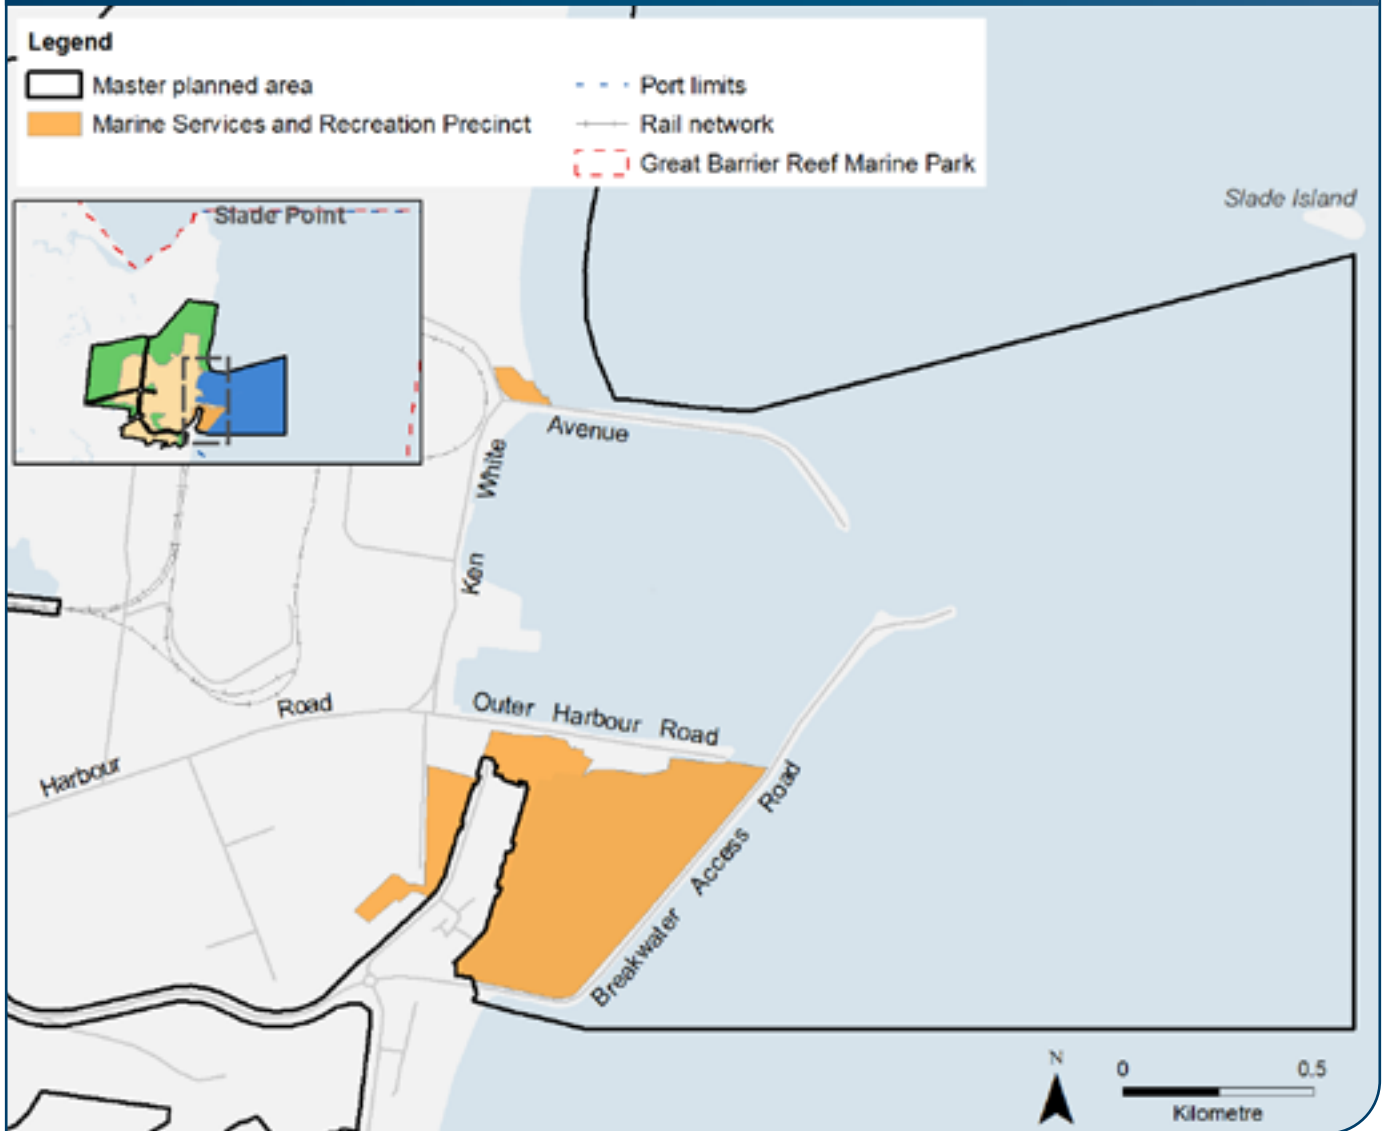 Legend
Master planned area
Marine Services and Recreation Precinct
Port limits
Rail network
Great Barrier Reef Marine Park
Slade Island
Slade Point
Avenue
White
Ken
Road
Outer Harbour Road
Harbour
Road
Access
Breakwater
N
0 0.5
Kilometre